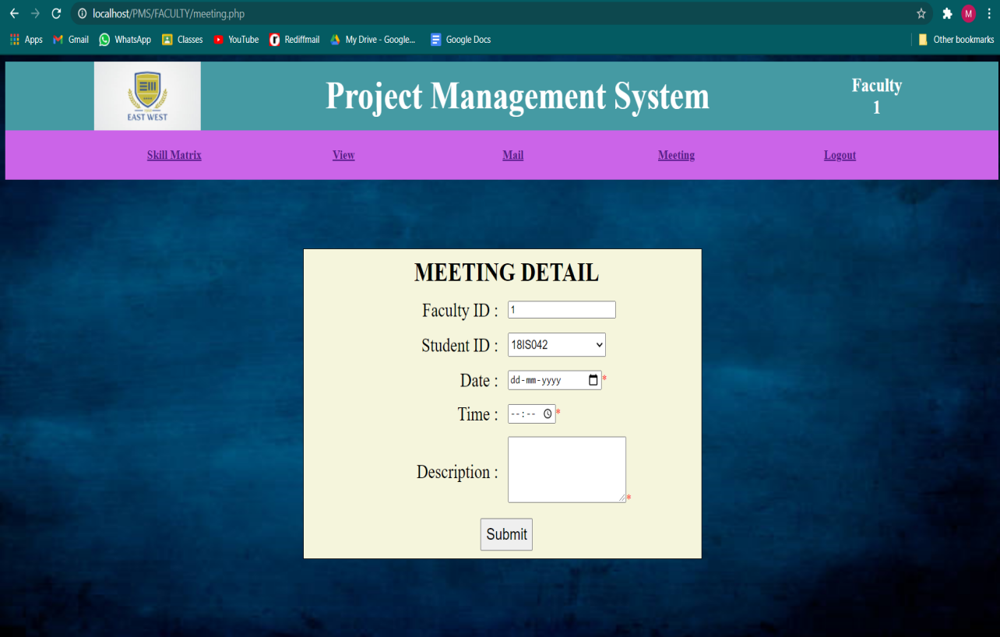 localhost/PMS/FACULTY/meeting.php
M
Apps Gmail WhatsApp Classes YouTube Rediffmail My Drive - Google... Google Docs Other bookmarks
EAST WEST
Project Management System
Faculty
1
Skill Matrix View Mail Meeting Logout
MEETING DETAIL
Faculty ID : 1
Student ID : 18IS042
Date : dd-mm-yyyy *
Time : --:-- *
Description : *
Submit